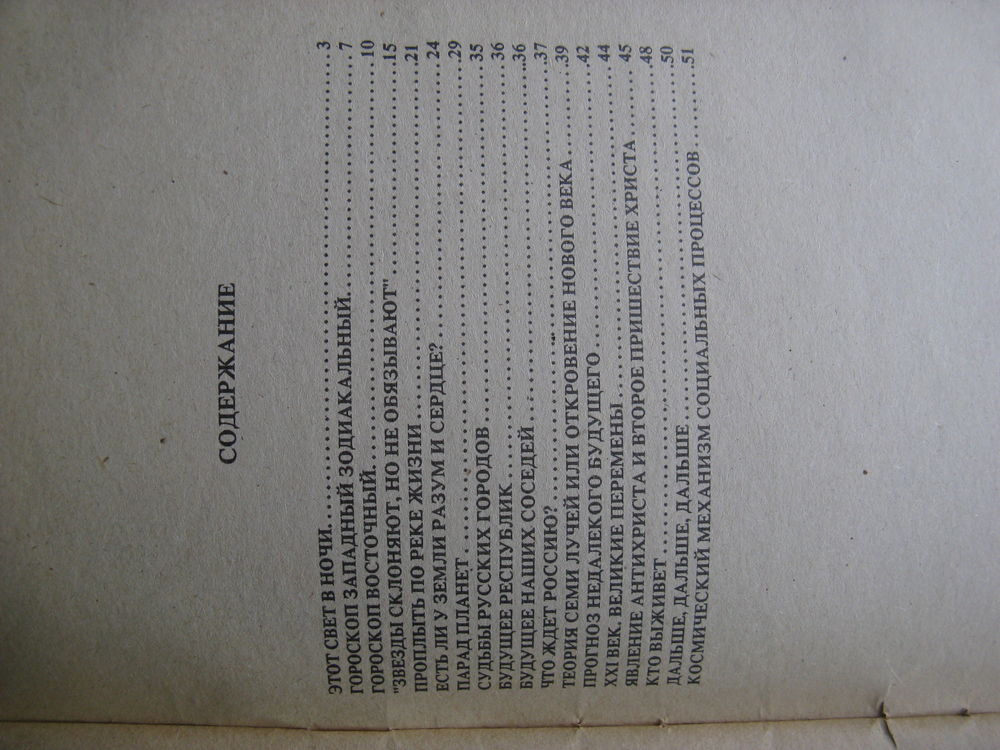 СОДЕРЖАНИЕ
ЭТОТ СВЕТ В НОЧИ.......................................................3
ГОРОСКОП ЗАПАДНЫЙ ЗОДИАКАЛЬНЫЙ..............................7
ГОРОСКОП ВОСТОЧНЫЙ...............................................10
"ЗВЕЗДЫ СКЛОНЯЮТ, НО НЕ ОБЯЗЫВАЮТ"...........................15
ПРОПЛЫТЬ ПО РЕКЕ ЖИЗНИ............................................21
ЕСТЬ ЛИ У ЗЕМЛИ РАЗУМ И СЕРДЦЕ?...................................24
ПАРАД ПЛАНЕТ..........................................................29
СУДЬБЫ РУССКИХ ГОРОДОВ.............................................35
БУДУЩЕЕ РЕСПУБЛИК...................................................36
БУДУЩЕЕ НАШИХ СОСЕДЕЙ..............................................36
ЧТО ЖДЕТ РОССИЮ?.....................................................37
ТЕОРИЯ СЕМИ ЛУЧЕЙ ИЛИ ОТКРОВЕНИЕ НОВОГО ВЕКА............39
ПРОГНОЗ НЕДАЛЕКОГО БУДУЩЕГО.....................................42
XXI ВЕК. ВЕЛИКИЕ ПЕРЕМЕНЫ..........................................44
ЯВЛЕНИЕ АНТИХРИСТА И ВТОРОЕ ПРИШЕСТВИЕ ХРИСТА..........45
КТО ВЫЖИВЕТ..........................................................48
ДАЛЬШЕ, ДАЛЬШЕ, ДАЛЬШЕ............................................50
КОСМИЧЕСКИЙ МЕХАНИЗМ СОЦИАЛЬНЫХ ПРОЦЕССОВ...........51